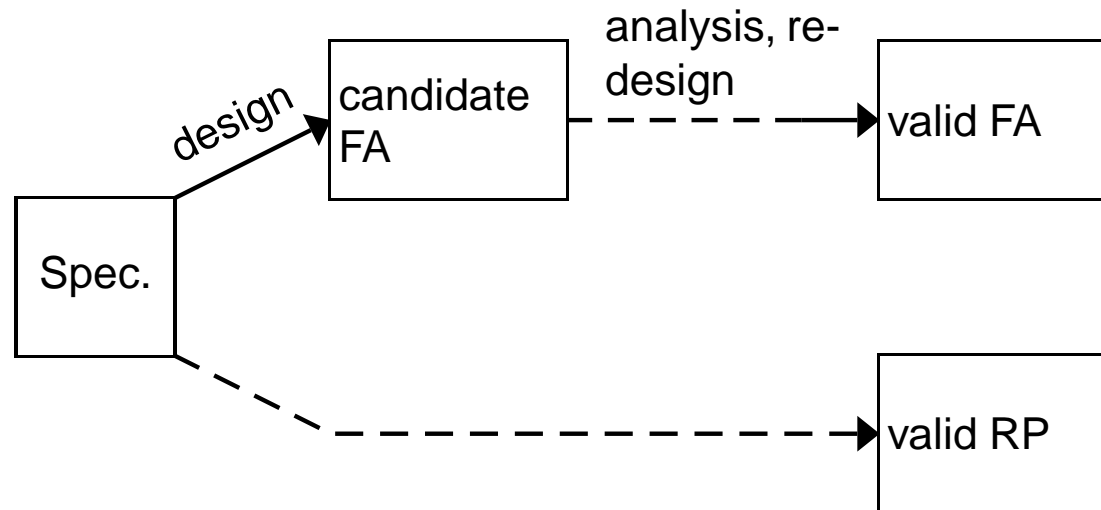 analysis, re-
design
design
candidate
FA
valid FA
Spec.
valid RP